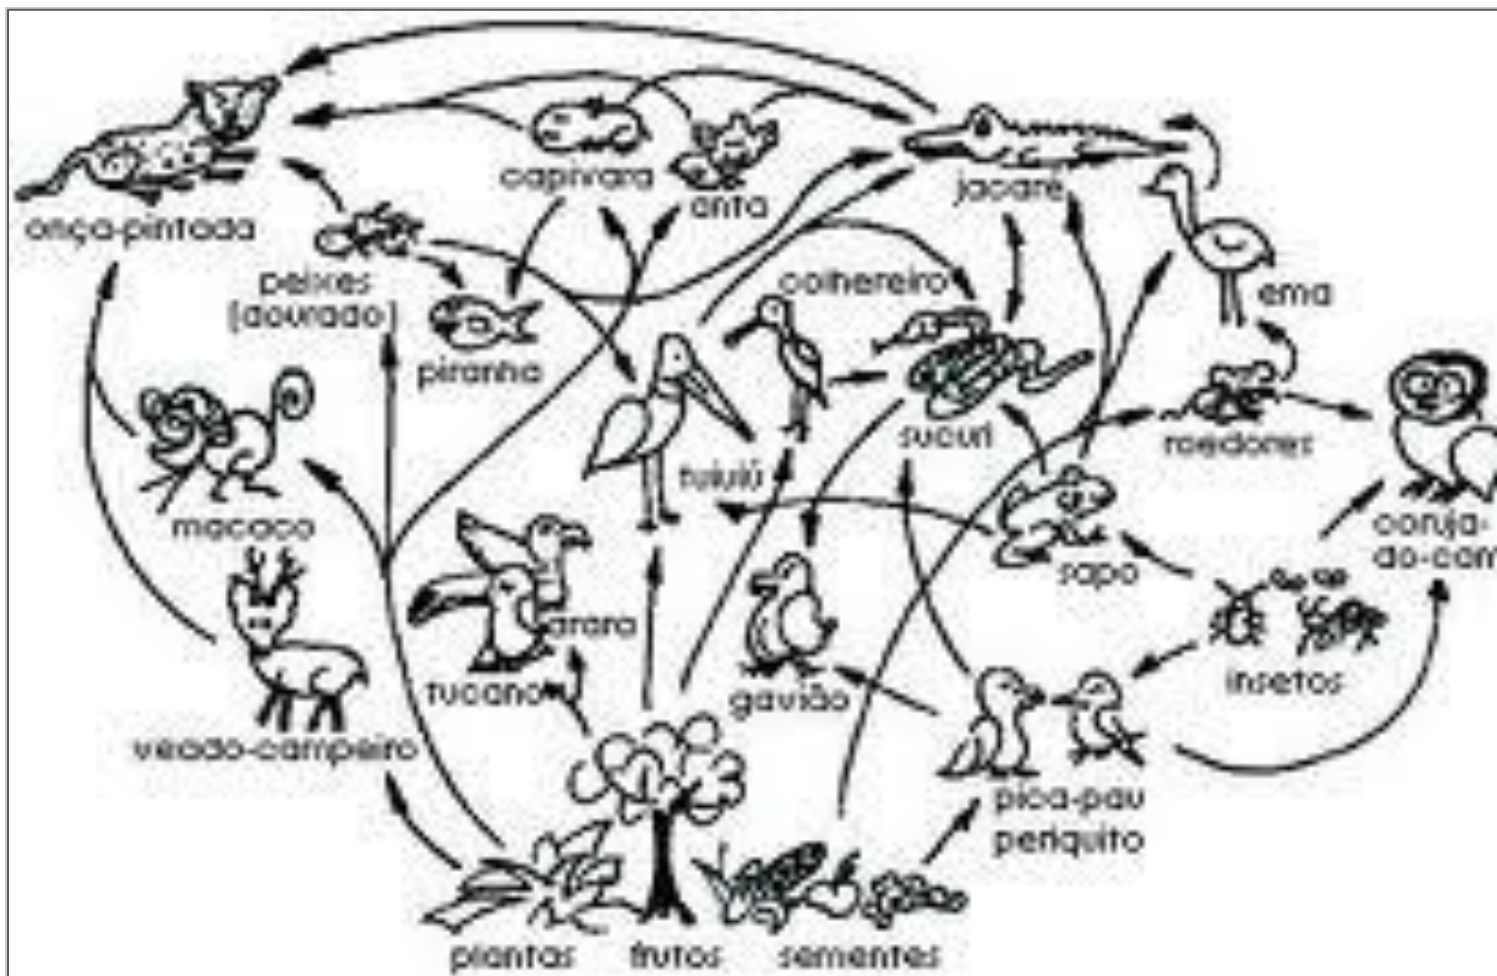 onça-pintada
capivara
anta
jacaré
ema
peixes
[dourado]
piranha
colhereiro
sucuri
roedores
macaco
tuiuiú
sapo
coruja-
do-cam
arara
tucano
gavião
insetos
veado-campeiro
pica-pau
periquito
plantas
frutos
sementes